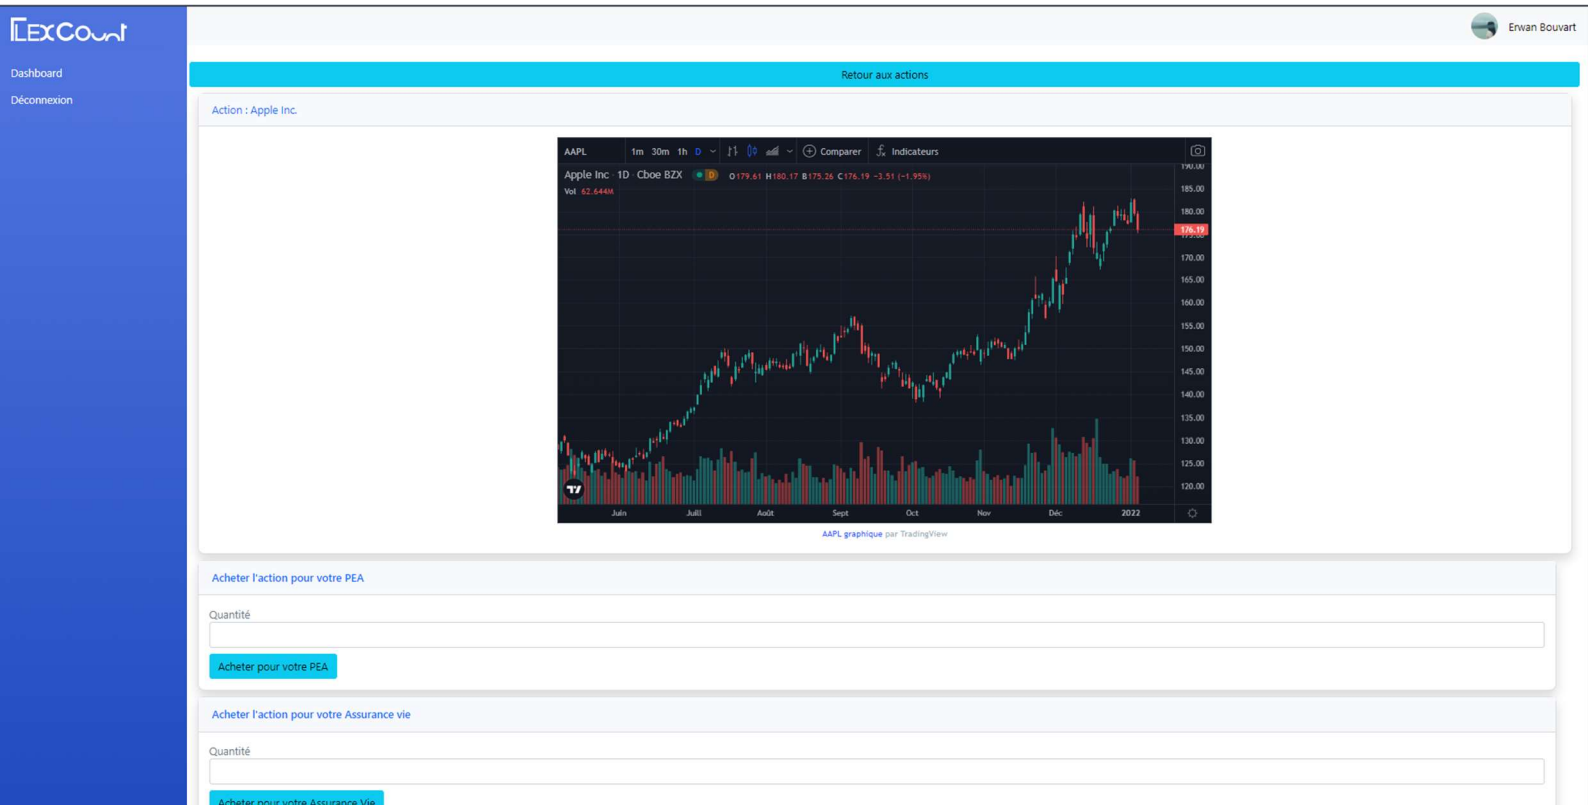 LEXCount
Erwan Bouvart
Dashboard
Déconnexion
Retour aux actions
Action : Apple Inc.
AAPL 1m 30m 1h D Comparer Indicateurs
Apple Inc · 1D · Cboe BZX D O179.61 H180.17 B175.26 C176.19 −3.51 (−1.95%)
Vol 62.644M
190.00
185.00
180.00
176.19
175.00
170.00
165.00
160.00
155.00
150.00
145.00
140.00
135.00
130.00
125.00
120.00
Juin Juill Août Sept Oct Nov Déc 2022
AAPL graphique par TradingView
Acheter l'action pour votre PEA
Quantité
Acheter pour votre PEA
Acheter l'action pour votre Assurance vie
Quantité
Acheter pour votre Assurance Vie